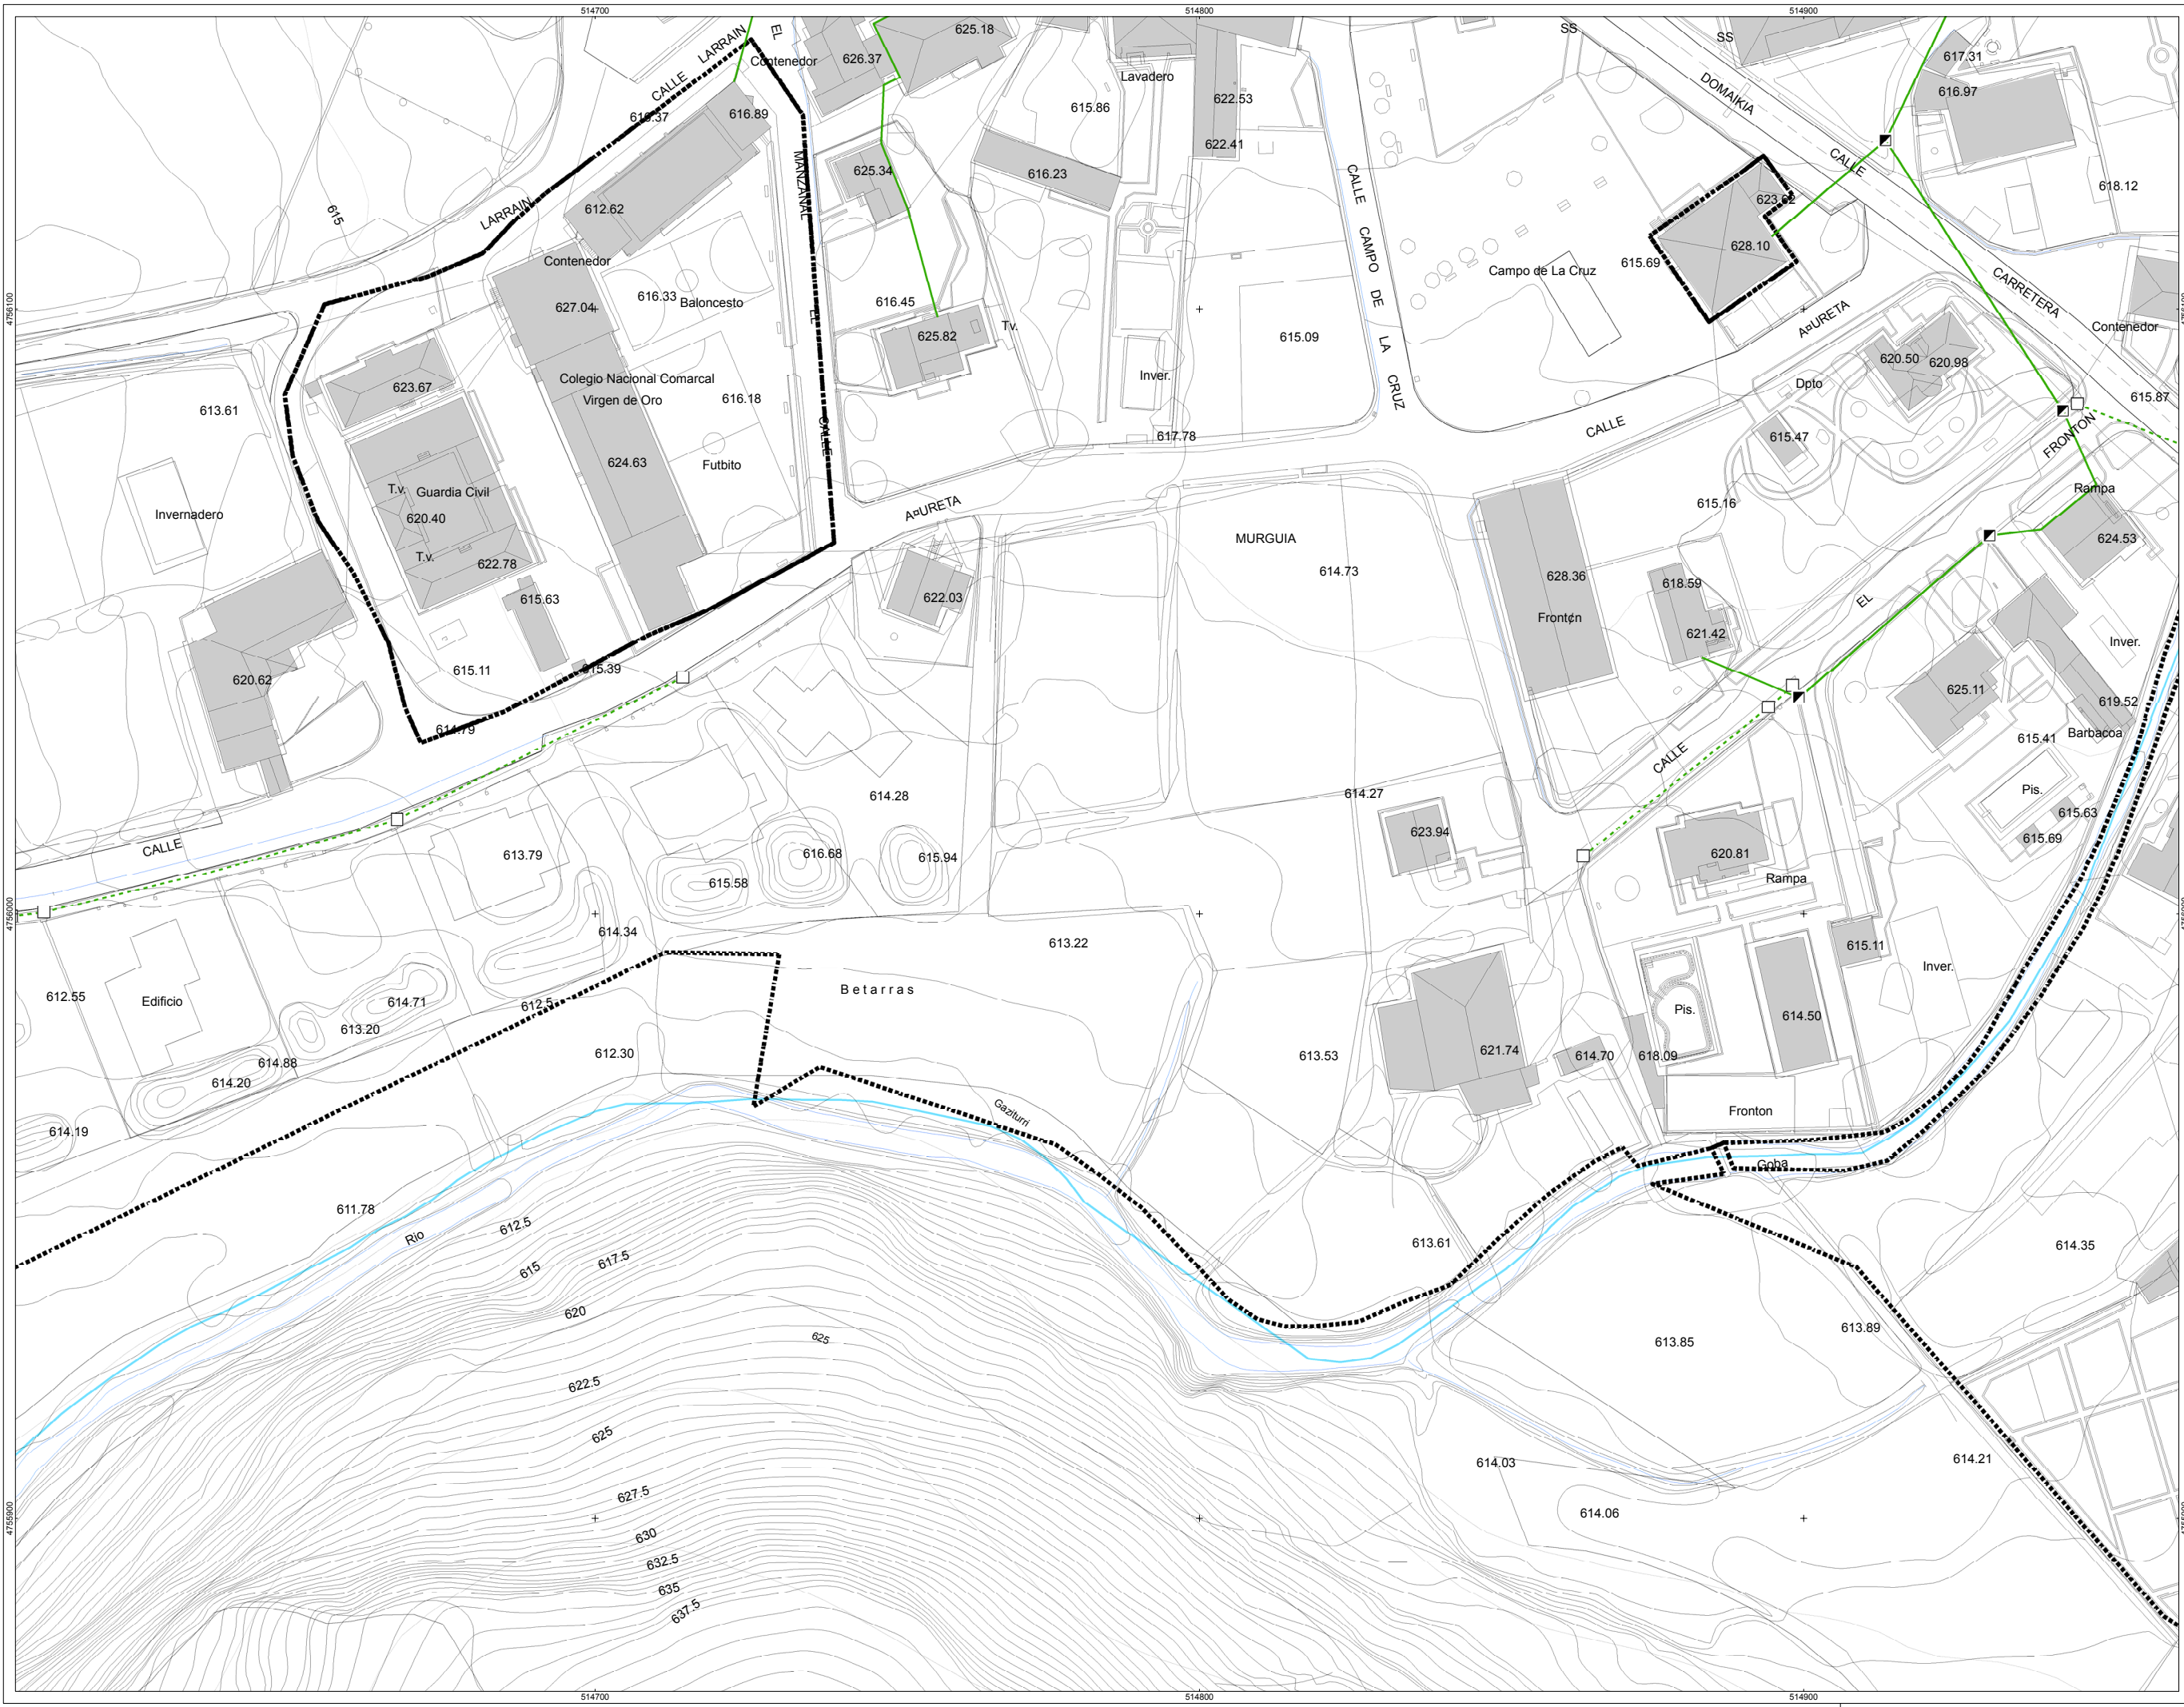 514700
514800
514900
SS
SS
EL
LARRAIN
CALLE
Contenedor
626.37
625.18
Lavadero
615.86
622.53
622.41
DOMAIKIA
617.31
616.97
616.89
616.37
MANZANAL
625.34
616.23
CALLE
CAMPO
DE
LA
CRUZ
CALLE
618.12
623.62
628.10
615.69
Campo de La Cruz
615
LARRAIN
612.62
Contenedor
627.04
616.33
Baloncesto
EL
616.45
625.82
Tv.
Inver.
615.09
CARRETERA
A¤URETA
Contenedor
4756100
623.67
613.61
Colegio Nacional Comarcal
Virgen de Oro
616.18
620.50
620.98
Dpto
615.87
CALLE
617.78
CALLE
615.47
FRONTON
624.63
Futbito
T.v.
Guardia Civil
620.40
Invernadero
T.v.
622.78
615.63
A¤URETA
MURGUIA
614.73
622.03
615.16
Rampa
624.53
628.36
Front¢n
618.59
621.42
EL
Inver.
620.62
615.11
615.39
614.79
625.11
619.52
Barbacoa
615.41
CALLE
Pis.
615.63
615.69
614.28
614.27
623.94
620.81
Rampa
CALLE
613.79
616.68
615.94
615.58
4756000
614.34
613.22
615.11
Inver.
612.55
Edificio
614.71
612.5
Betarras
613.20
612.30
613.53
621.74
614.70
618.09
Pis.
614.50
614.88
614.20
614.19
Gaziturri
Fronton
Goba
611.78
Rio
612.5
615
617.5
620
625
613.61
614.35
613.85
613.89
622.5
625
627.5
630
632.5
635
637.5
614.03
614.21
614.06
4755900
514700
514800
514900